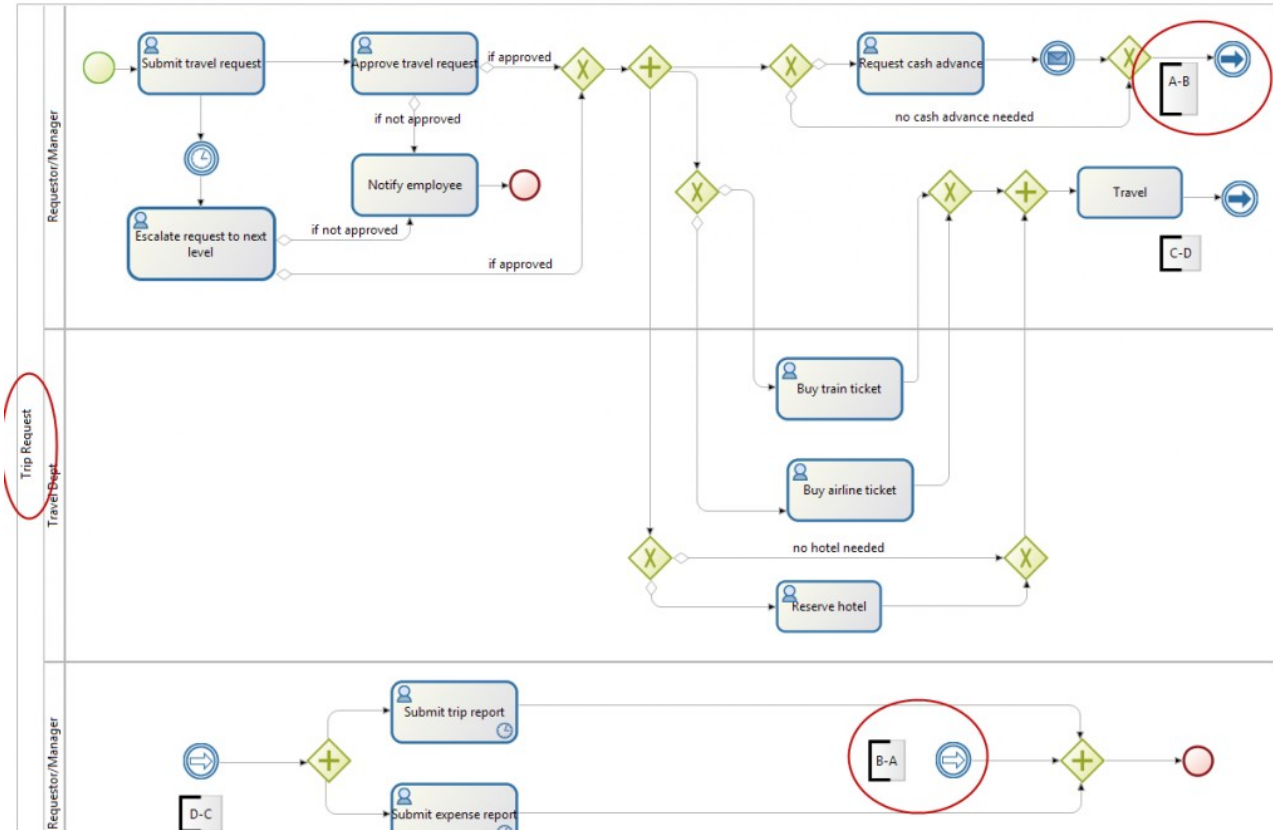 Trip Request
Requestor/Manager
Submit travel request
Approve travel request
if approved
if not approved
Notify employee
Escalate request to next
level
if not approved
if approved
Request cash advance
no cash advance needed
A-B
Travel
C-D
Travel Dept
Buy train ticket
Buy airline ticket
no hotel needed
Reserve hotel
Requestor/Manager
Submit trip report
B-A
D-C
Submit expense report